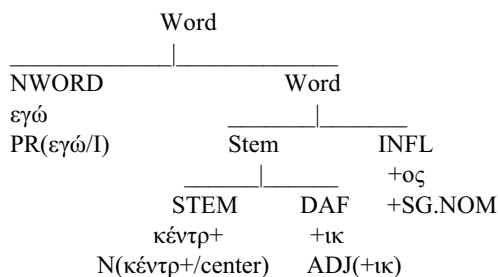 Word
NWORD Word
εγώ
PR(εγώ/I) Stem INFL
+ος
STEM DAF +SG.NOM
κέντρ+ +ικ
N(κέντρ+/center) ADJ(+ικ)